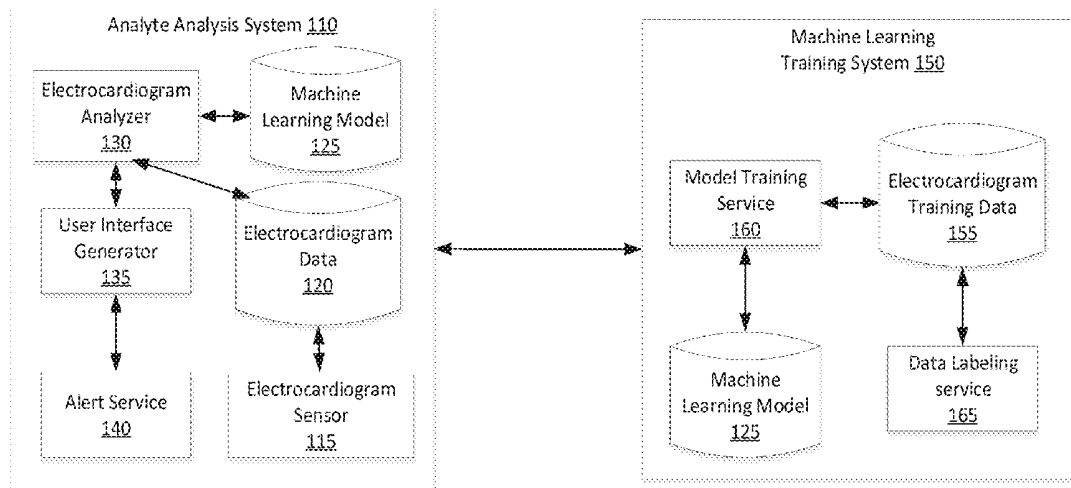 Analyte Analysis System 110
Electrocardiogram
Analyzer
130
Machine
Learning Model
125
User Interface
Generator
135
Electrocardiogram
Data
120
Alert Service
140
Electrocardiogram
Sensor
115
Machine Learning
Training System 150
Model Training
Service
160
Electrocardiogram
Training Data
155
Machine
Learning Model
125
Data Labeling
service
165